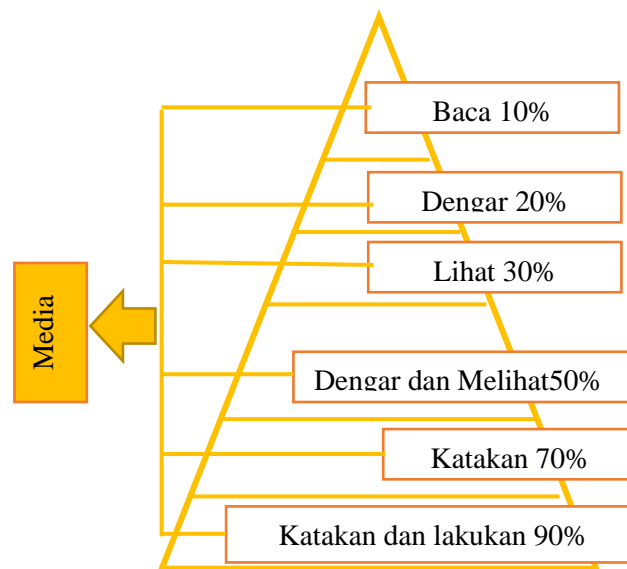 Baca 10%
Dengar 20%
Lihat 30%
Media
Dengar dan Melihat50%
Katakan 70%
Katakan dan lakukan 90%